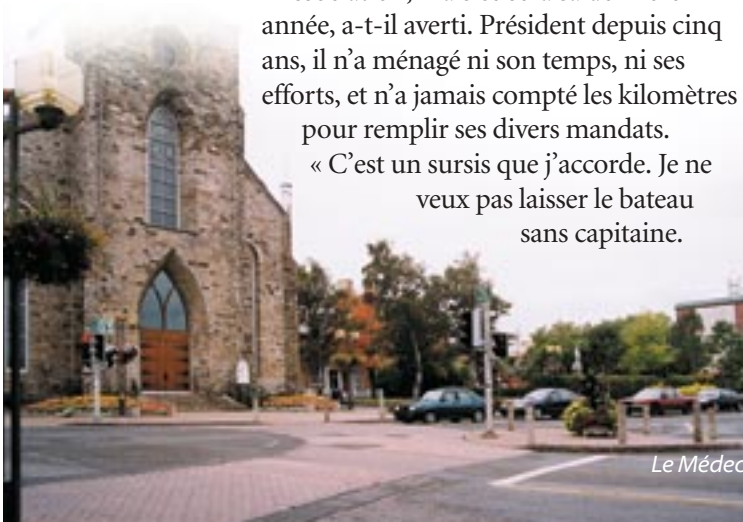 année, a-t-il averti. Président depuis cinq
ans, il n'a ménagé ni son temps, ni ses
efforts, et n'a jamais compté les kilomètres
pour remplir ses divers mandats.
« C'est un sursis que j'accorde. Je ne
veux pas laisser le bateau
sans capitaine.
Le Médec